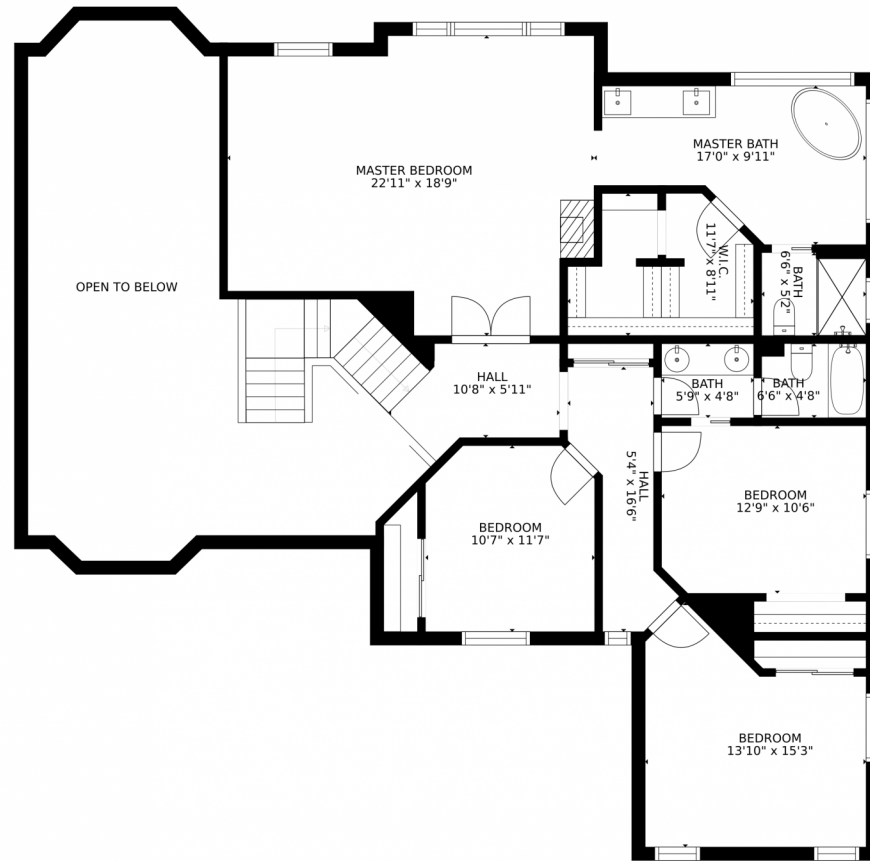 MASTER BEDROOM
22'11" x 18'9"
MASTER BATH
17'0" x 9'11"
W.I.C.
11'7" x 8'11"
BATH
6'6" x 5'2"
OPEN TO BELOW
HALL
10'8" x 5'11"
BATH
5'9" x 4'8"
BATH
6'6" x 4'8"
HALL
5'4" x 16'6"
BEDROOM
12'9" x 10'6"
BEDROOM
10'7" x 11'7"
BEDROOM
13'10" x 15'3"